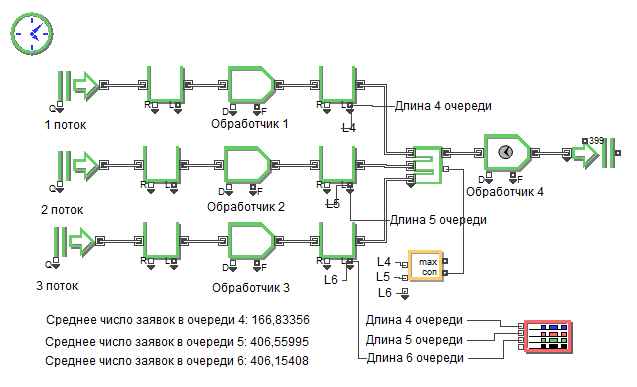 R L D F R L
Длина 4 очереди
L4
Q
1 поток
Обработчик 1
399
R L D F R L
D F
Обработчик 4
Q
2 поток
Обработчик 2
L5
Длина 5 очереди
R L D F R L
Q
3 поток
Обработчик 3
L6
L4
L5
L6
max
con
Среднее число заявок в очереди 4: 166,83356
Среднее число заявок в очереди 5: 406,55995
Среднее число заявок в очереди 6: 406,15408
Длина 4 очереди
Длина 5 очереди
Длина 6 очереди